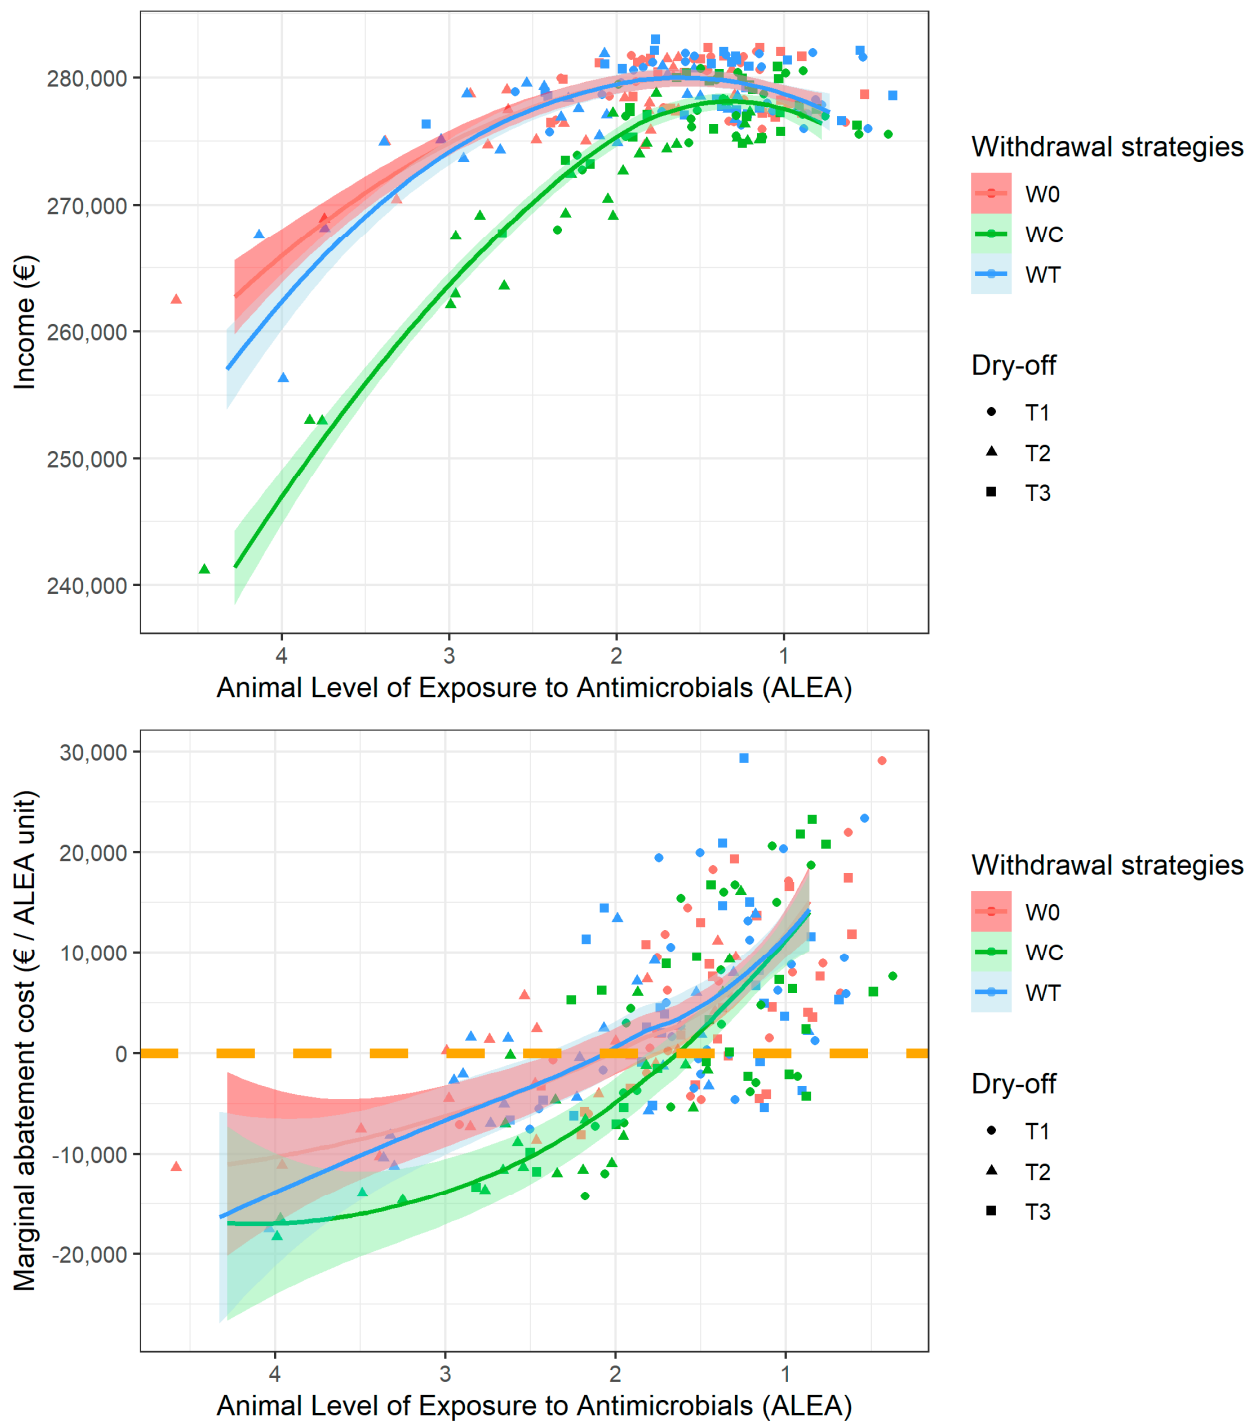 Income (€)
280,000
270,000
260,000
250,000
240,000
4 3 2 1
Animal Level of Exposure to Antimicrobials (ALEA)
Withdrawal strategies
W0
WC
WT
Dry-off
T1
T2
T3
Marginal abatement cost (€ / ALEA unit)
30,000
20,000
10,000
0
-10,000
-20,000
4 3 2 1
Animal Level of Exposure to Antimicrobials (ALEA)
Withdrawal strategies
W0
WC
WT
Dry-off
T1
T2
T3